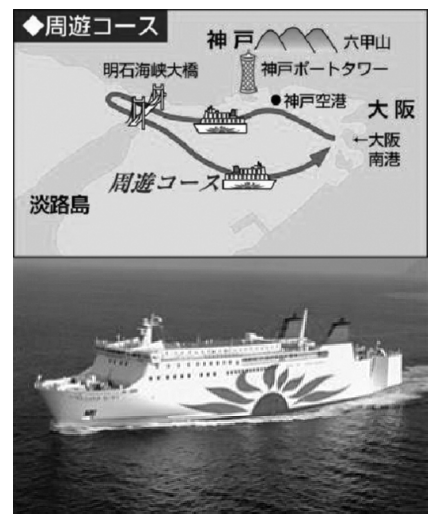 ◆周遊コース
神戸
六甲山
明石海峡大橋
神戸ポートタワー
●神戸空港
大阪
←大阪
南港
周遊コース
淡路島